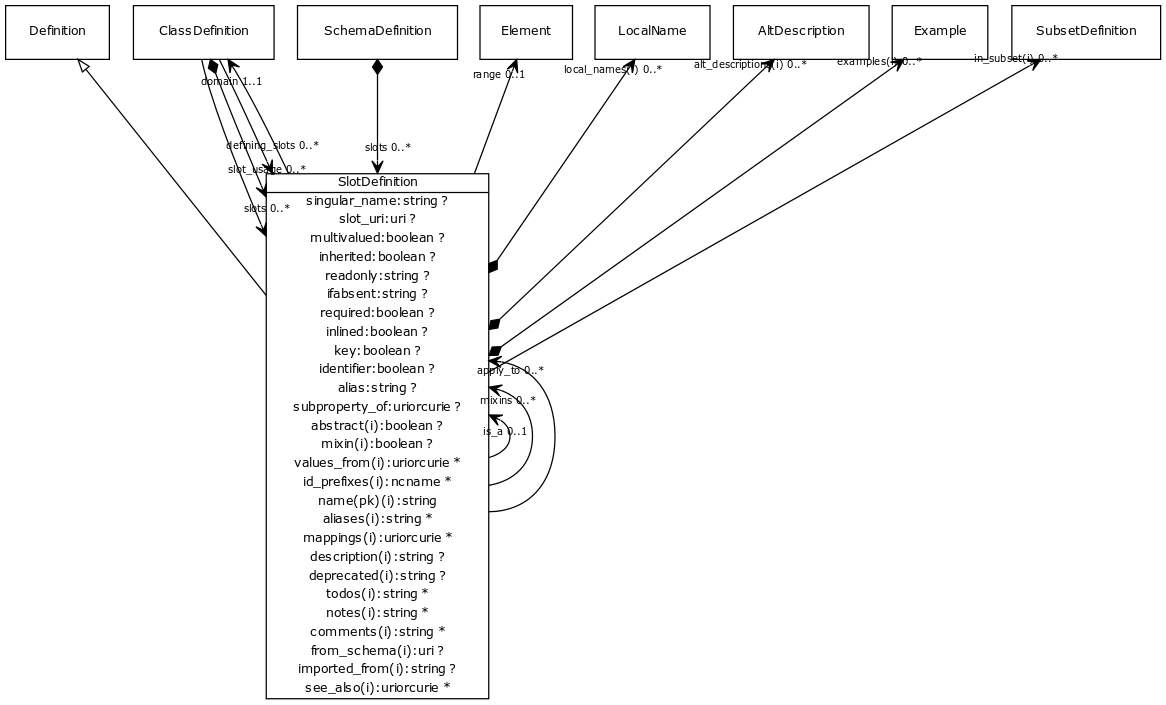 Definition
ClassDefinition
SchemaDefinition
Element
LocalName
AltDescription
Example
SubsetDefinition
domain 1..1
range 0..1
local_names(i) 0..*
alt_descriptions(i) 0..*
examples(i) 0..*
in_subset(i) 0..*
defining_slots 0..*
slots 0..*
slot_usage 0..*
slots 0..*
SlotDefinition
singular_name:string ?
slot_uri:uri ?
multivalued:boolean ?
inherited:boolean ?
readonly:string ?
ifabsent:string ?
required:boolean ?
inlined:boolean ?
key:boolean ?
identifier:boolean ?
alias:string ?
subproperty_of:uriorcurie ?
abstract(i):boolean ?
mixin(i):boolean ?
values_from(i):uriorcurie *
id_prefixes(i):ncname *
name(pk)(i):string
aliases(i):string *
mappings(i):uriorcurie *
description(i):string ?
deprecated(i):string ?
todos(i):string *
notes(i):string *
comments(i):string *
from_schema(i):uri ?
imported_from(i):string ?
see_also(i):uriorcurie *
apply_to 0..*
mixins 0..*
is_a 0..1